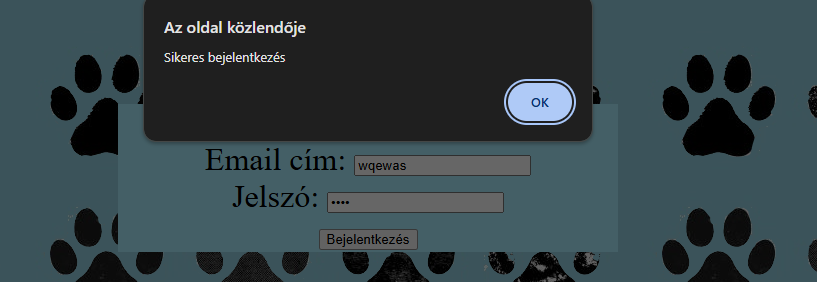 Az oldal közlendője
Sikeres bejelentkezés
OK
Email cím: wqewas
Jelszó: ••••
Bejelentkezés